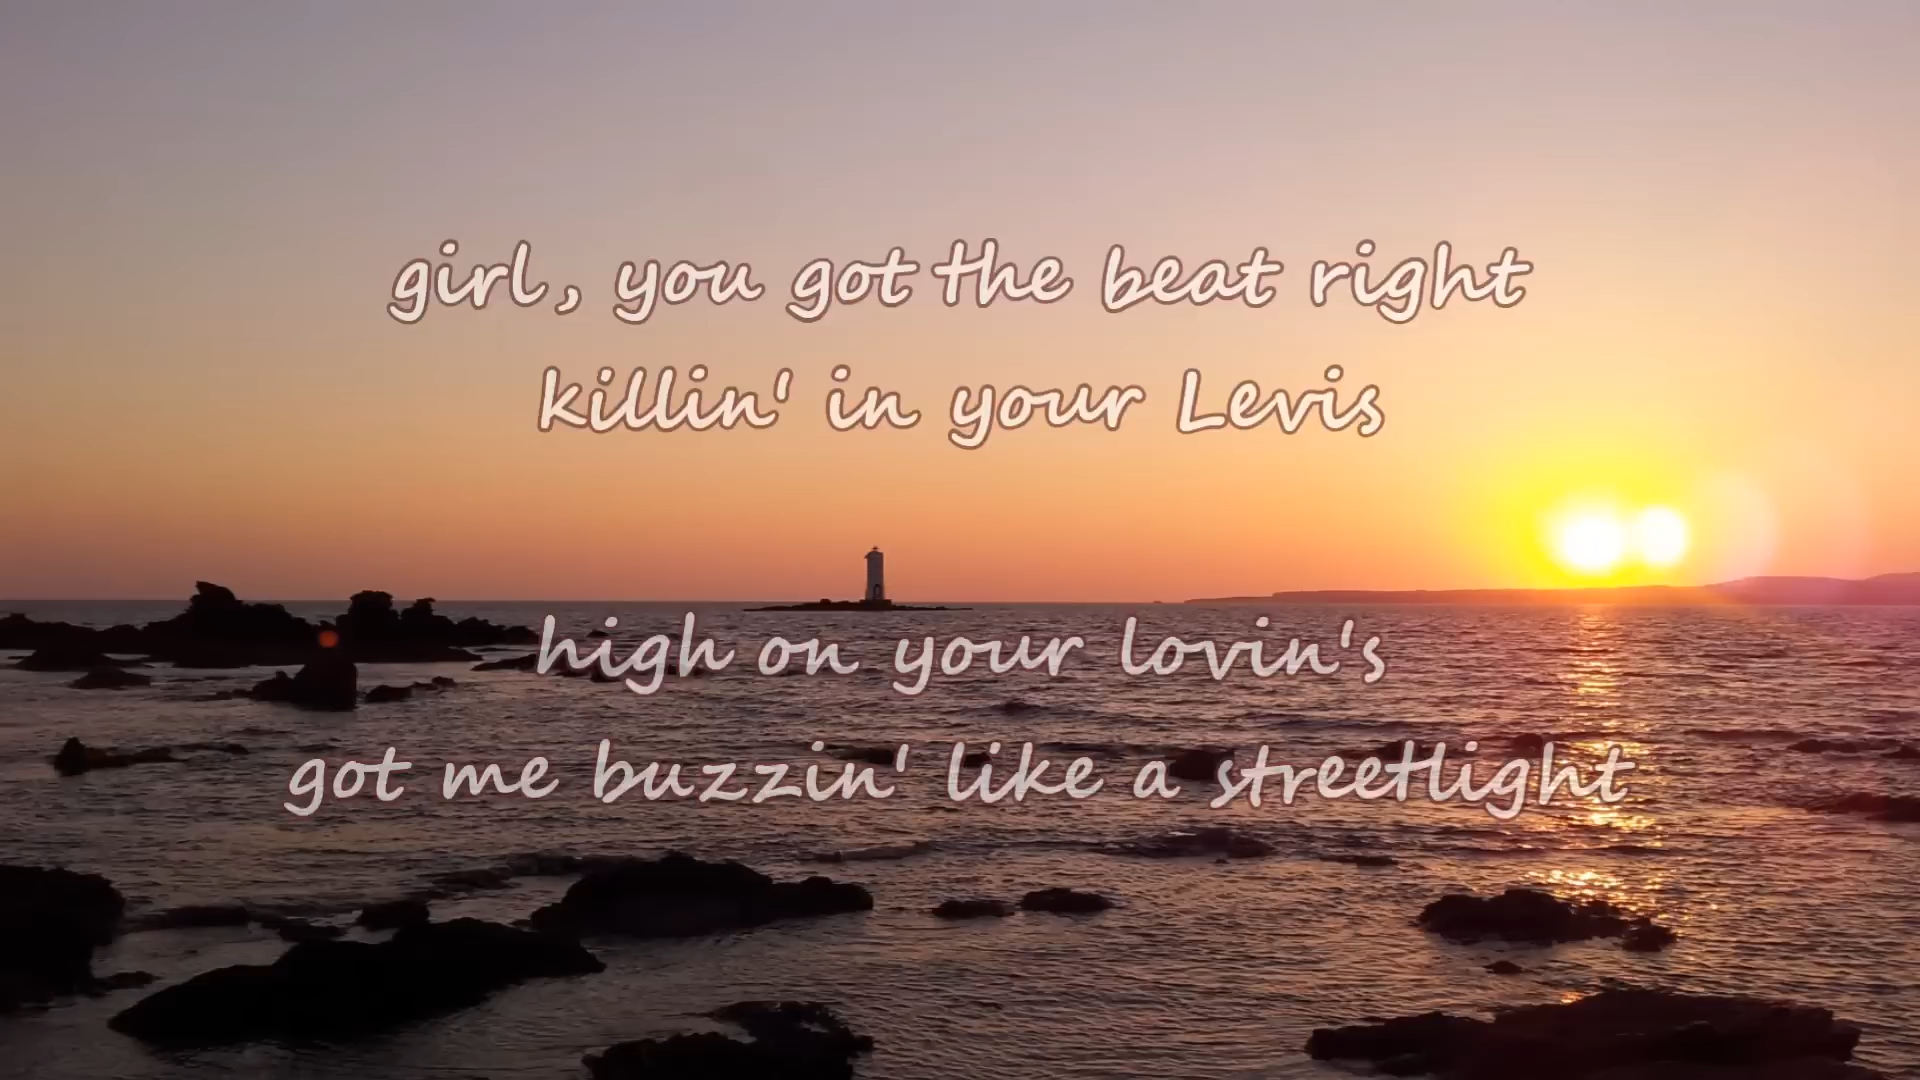 girl, you got the beat right
killin' in your Levis
high on your lovin's
got me buzzin' like a streetlight